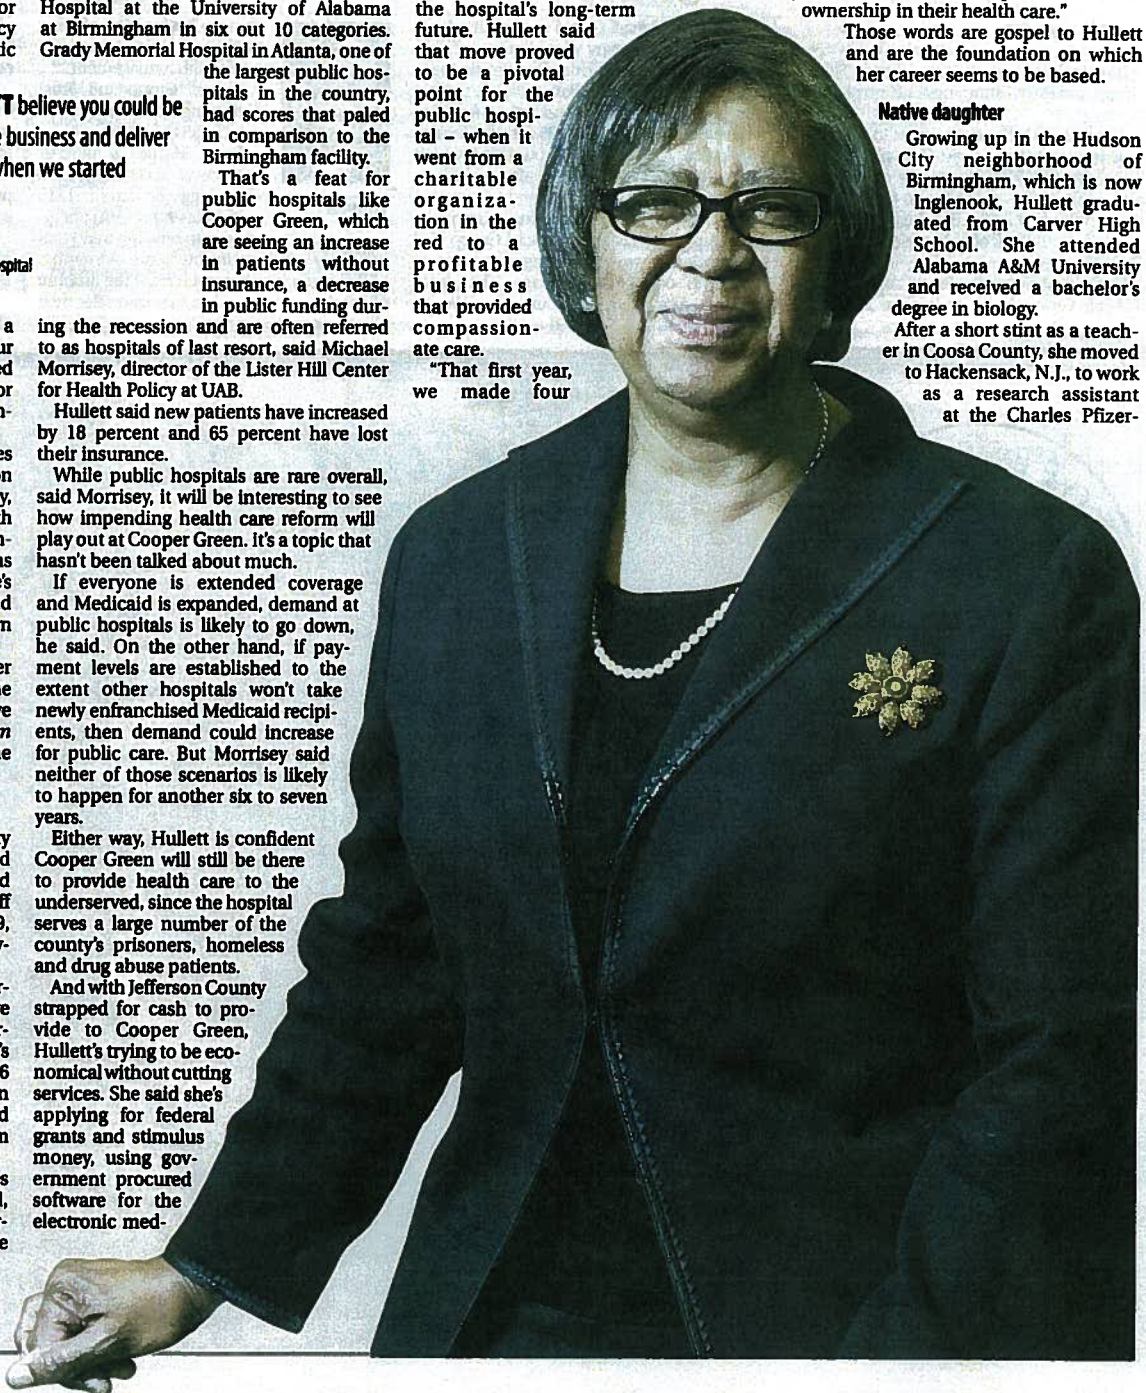 or
cy
ic
T believe you could be
business and deliver
when we started
spital
a
ur
ed
or
n-
es
on
y,
th
n-
as
e's
d
m
er
e
re
m
e
ty
d
d
ff
9,
y-
r-
e
r-
's
6
n
d
n
s
l,
r-
e
Hospital at the University of Alabama
at Birmingham in six out 10 categories.
Grady Memorial Hospital in Atlanta, one of
the largest public hos-
pitals in the country,
had scores that paled
in comparison to the
Birmingham facility.
That's a feat for
public hospitals like
Cooper Green, which
are seeing an increase
in patients without
insurance, a decrease
in public funding dur-
ing the recession and are often referred
to as hospitals of last resort, said Michael
Morrisey, director of the Lister Hill Center
for Health Policy at UAB.
Hullett said new patients have increased
by 18 percent and 65 percent have lost
their insurance.
While public hospitals are rare overall,
said Morrisey, it will be interesting to see
how impending health care reform will
play out at Cooper Green. It's a topic that
hasn't been talked about much.
If everyone is extended coverage
and Medicaid is expanded, demand at
public hospitals is likely to go down,
he said. On the other hand, if pay-
ment levels are established to the
extent other hospitals won't take
newly enfranchised Medicaid recipi-
ents, then demand could increase
for public care. But Morrisey said
neither of those scenarios is likely
to happen for another six to seven
years.
Either way, Hullett is confident
Cooper Green will still be there
to provide health care to the
underserved, since the hospital
serves a large number of the
county's prisoners, homeless
and drug abuse patients.
And with Jefferson County
strapped for cash to pro-
vide to Cooper Green,
Hullett's trying to be eco-
nomical without cutting
services. She said she's
applying for federal
grants and stimulus
money, using gov-
ernment procured
software for the
electronic med-
the hospital's long-term
future. Hullett said
that move proved
to be a pivotal
point for the
public hospi-
tal – when it
went from a
charitable
organiza-
tion in the
red to a
profitable
business
that provided
compassion-
ate care.
"That first year,
we made four
ownership in their health care."
Those words are gospel to Hullett
and are the foundation on which
her career seems to be based.
Native daughter
Growing up in the Hudson
City neighborhood of
Birmingham, which is now
Inglenook, Hullett gradu-
ated from Carver High
School. She attended
Alabama A&M University
and received a bachelor's
degree in biology.
After a short stint as a teach-
er in Coosa County, she moved
to Hackensack, N.J., to work
as a research assistant
at the Charles Pfizer-